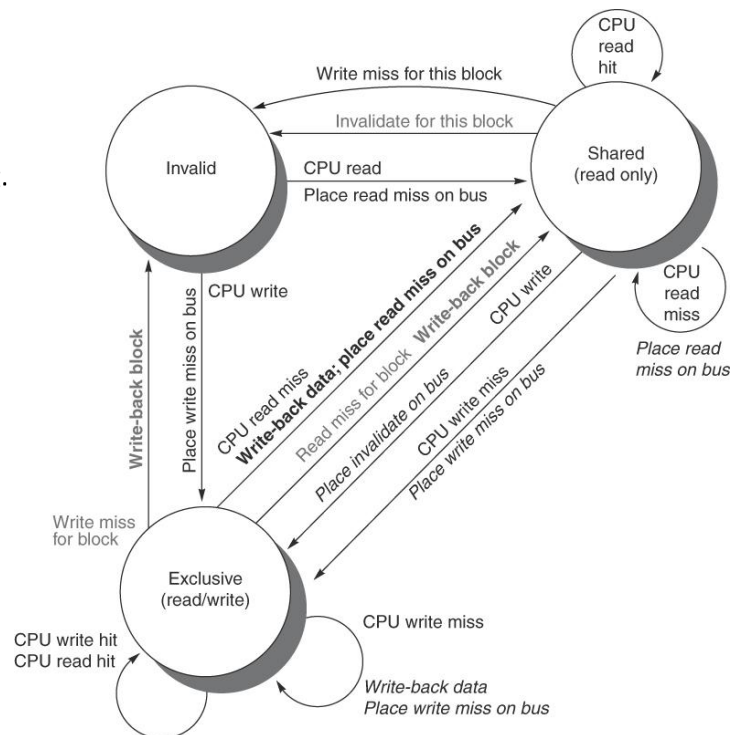 CPU
read
hit
Write miss for this block
Invalidate for this block
Invalid
Shared
(read only)
.
CPU read
Place read miss on bus
CPU write
Place write miss on bus
Write-back block
Write miss
for block
CPU read miss
Write-back data; place read miss on bus
Read miss for block Write-back block
CPU write
Place invalidate on bus
CPU write miss
Place write miss on bus
CPU
read
miss
Place read
miss on bus
Exclusive
(read/write)
CPU write hit
CPU read hit
CPU write miss
Write-back data
Place write miss on bus